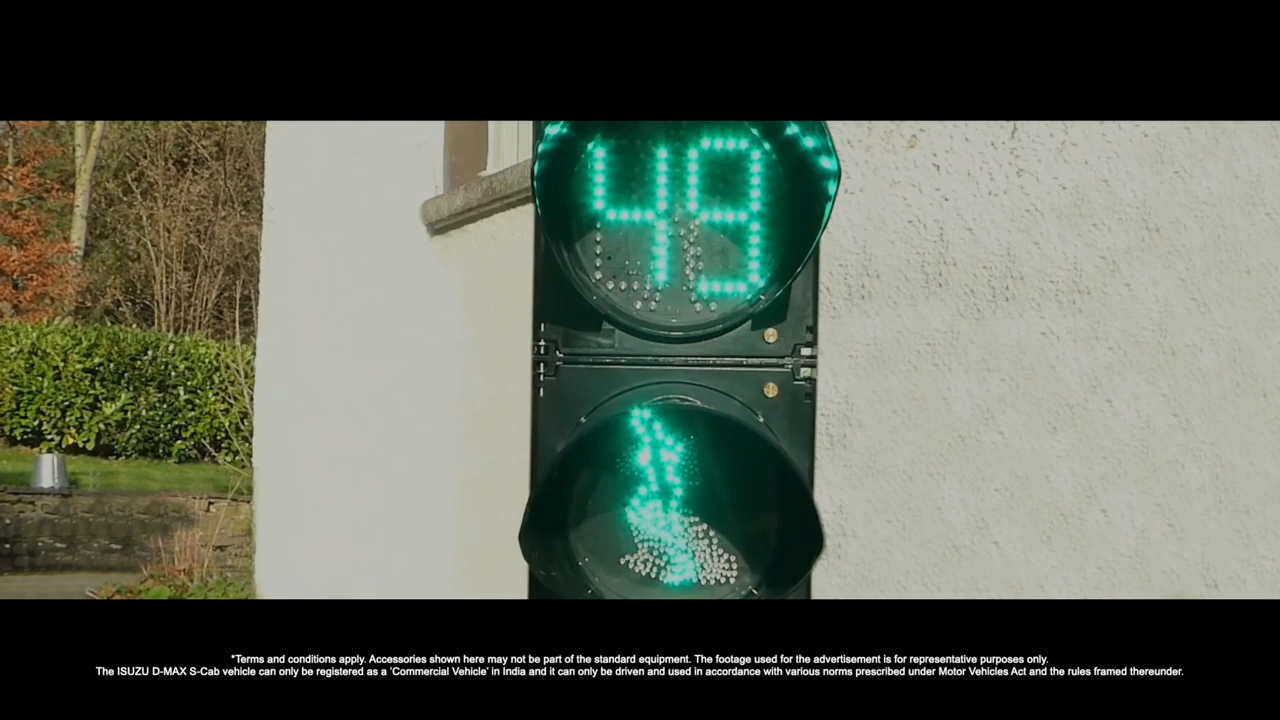 49
*Terms and conditions apply. Accessories shown here may not be part of the standard equipment. The footage used for the advertisement is for representative purposes only.
The ISUZU D-MAX S-Cab vehicle can only be registered as a ‘Commercial Vehicle’ in India and it can only be driven and used in accordance with various norms prescribed under Motor Vehicles Act and the rules framed thereunder.